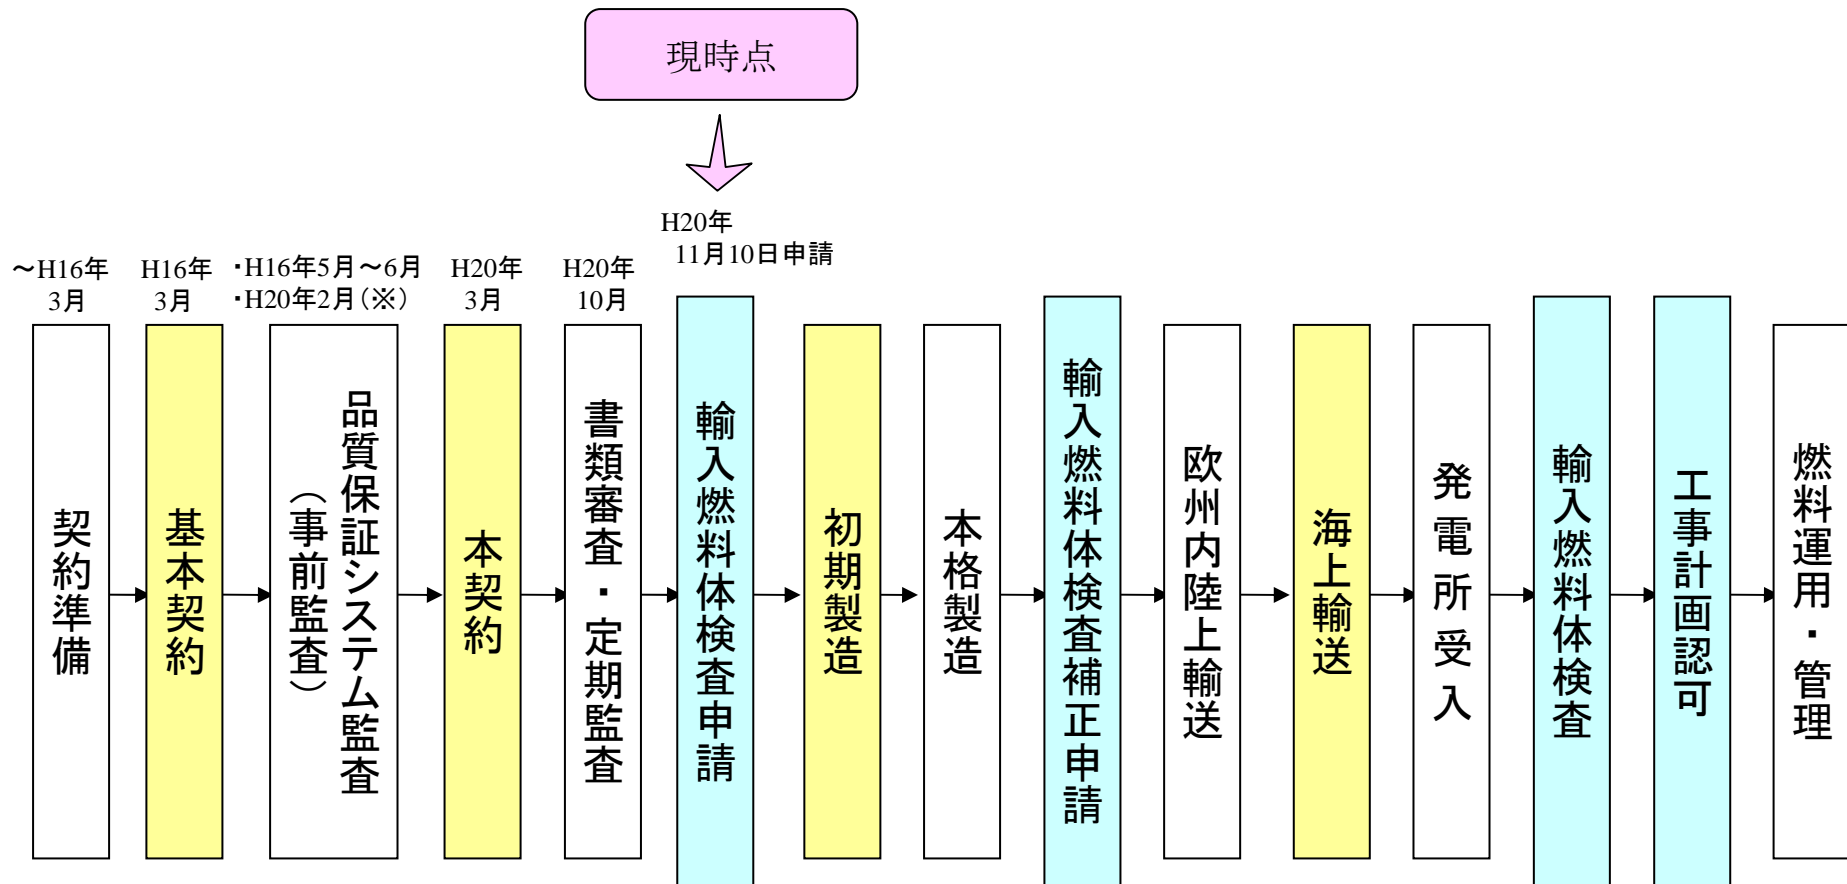 現時点
H20年
11月10日申請
～H16年
3月
H16年
3月
・H16年5月～6月
・H20年2月(※)
H20年
3月
H20年
10月
契約準備
基本契約
品質保証システム監査
(事前監査)
本契約
書類審査・定期監査
輸入燃料体検査申請
初期製造
本格製造
輸入燃料体検査補正申請
欧州内陸上輸送
海上輸送
発電所受入
輸入燃料体検査
工事計画認可
燃料運用・管理